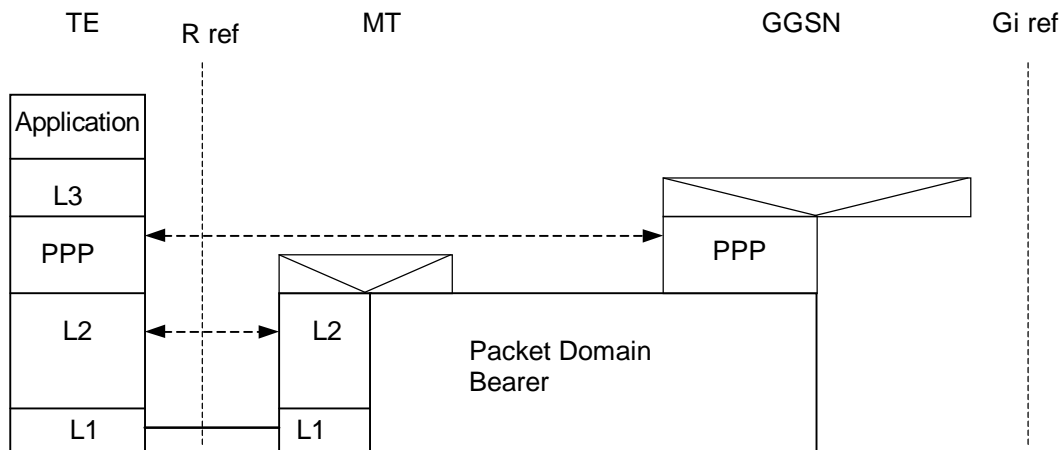 TE
R ref
MT
GGSN
Gi ref
Application
L3
PPP
PPP
L2
L2
Packet Domain
Bearer
L1
L1